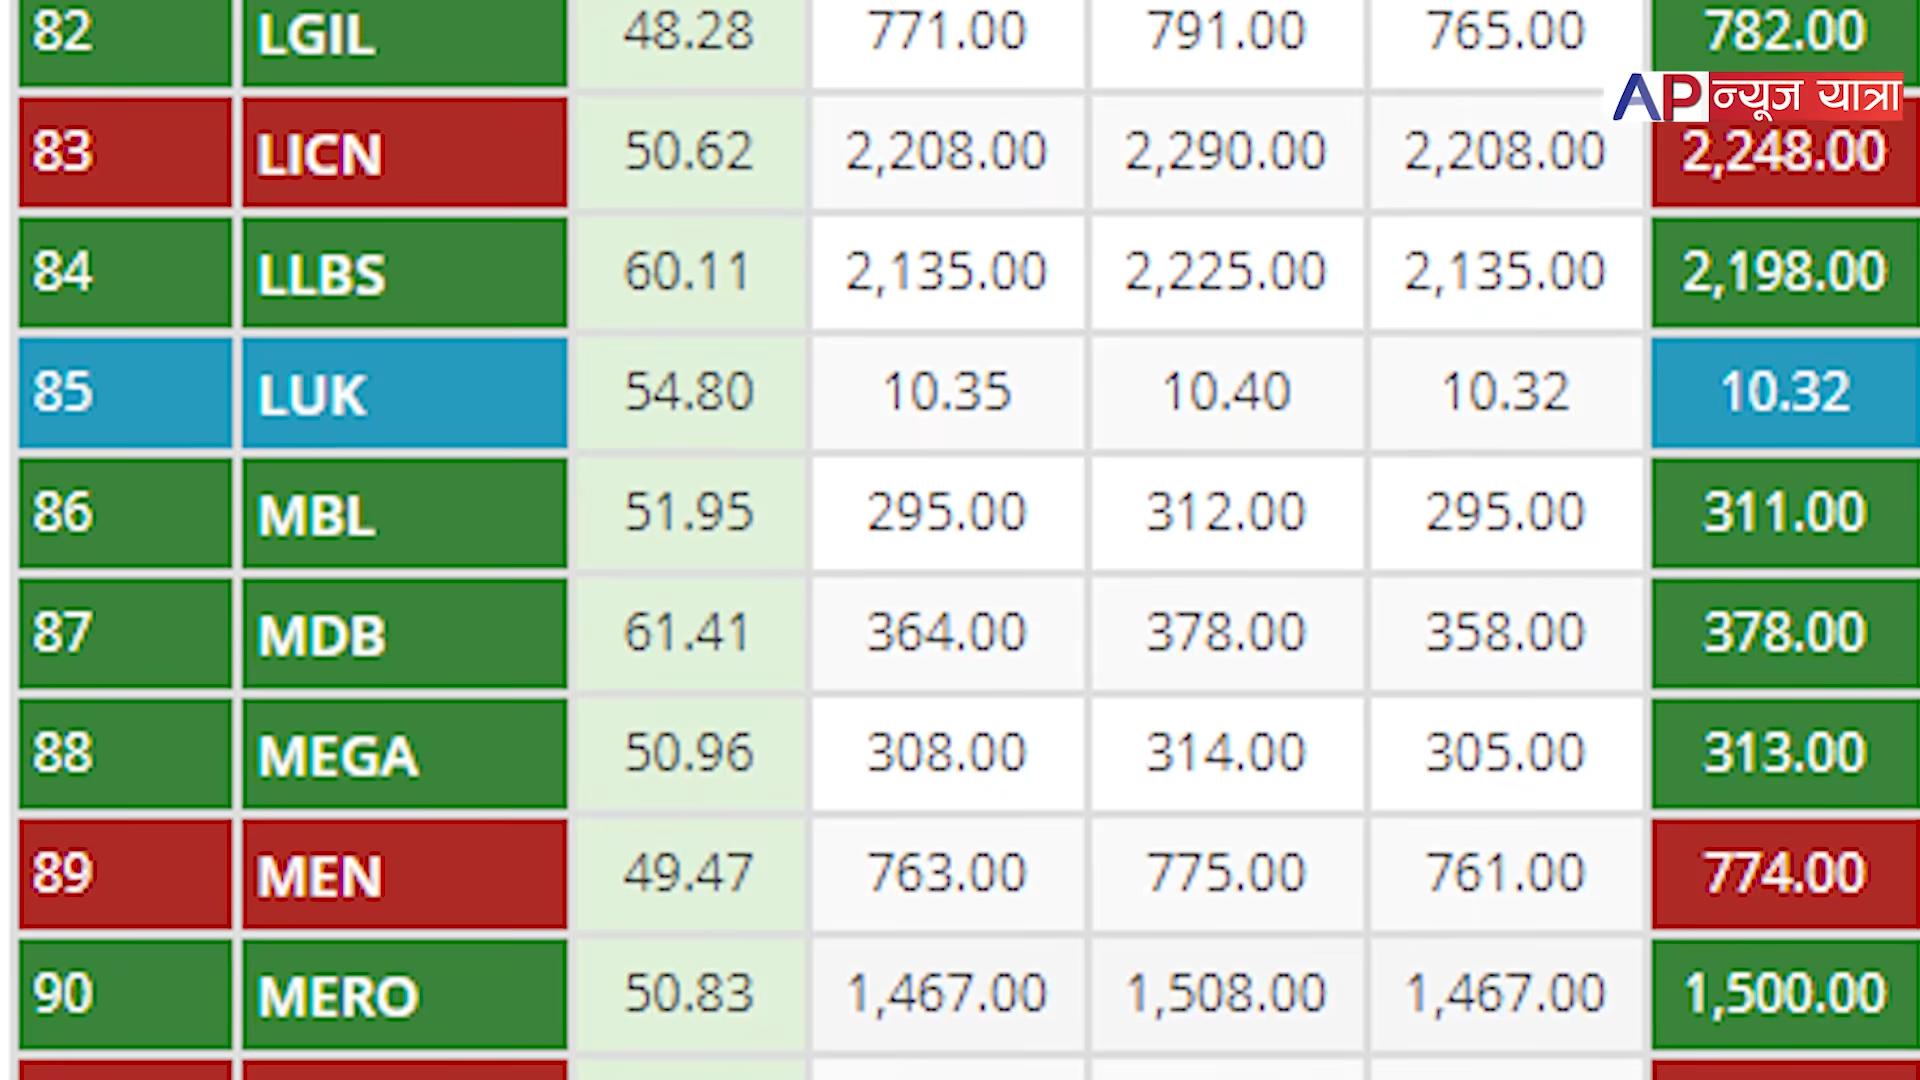 82 LGIL 48.28 771.00 791.00 765.00 782.00
AP न्यूज यात्रा
83 LICN 50.62 2,208.00 2,290.00 2,208.00 2,248.00
84 LLBS 60.11 2,135.00 2,225.00 2,135.00 2,198.00
85 LUK 54.80 10.35 10.40 10.32 10.32
86 MBL 51.95 295.00 312.00 295.00 311.00
87 MDB 61.41 364.00 378.00 358.00 378.00
88 MEGA 50.96 308.00 314.00 305.00 313.00
89 MEN 49.47 763.00 775.00 761.00 774.00
90 MERO 50.83 1,467.00 1,508.00 1,467.00 1,500.00